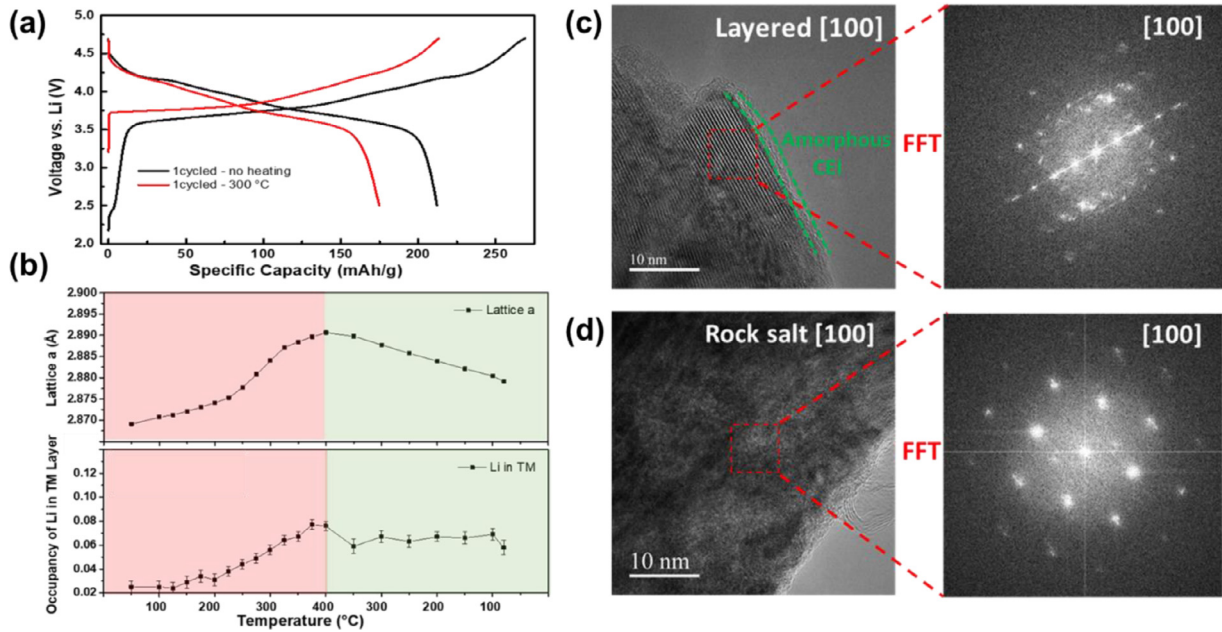 (a)
4.5
4.0
3.5
3.0
2.5
2.0
Voltage vs. Li (V)
1cycled - no heating
1cycled - 300 °C
0 50 100 150 200 250
Specific Capacity (mAh/g)
(b)
2.900
2.895
2.890
2.885
2.880
2.875
2.870
Lattice a (Å)
Lattice a
0.12
0.10
0.08
0.06
0.04
0.02
Occupancy of Li in TM Layer
Li in TM
100 200 300 400 300 200 100
Temperature (°C)
(c)
Layered [100]
Amorphous
CEI
10 nm
FFT
[100]
(d)
Rock salt [100]
10 nm
FFT
[100]